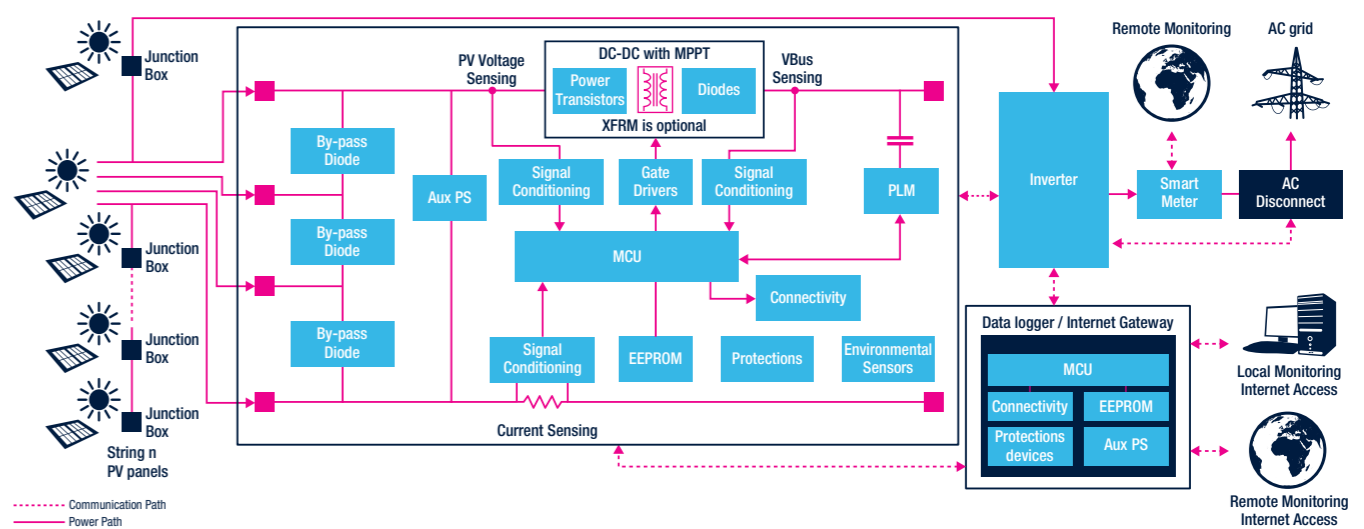 Junction
Box
Junction
Box
Junction
Box
Junction
Box
String n
PV panels
Communication Path
Power Path
By-pass
Diode
By-pass
Diode
By-pass
Diode
Aux PS
PV Voltage
Sensing
DC-DC with MPPT
Power
Transistors
Diodes
XFRM is optional
VBus
Sensing
Signal
Conditioning
Gate
Drivers
Signal
Conditioning
PLM
MCU
Connectivity
Signal
Conditioning
EEPROM
Protections
Environmental
Sensors
Current Sensing
Inverter
Remote Monitoring
AC grid
Smart
Meter
AC
Disconnect
Data logger / Internet Gateway
MCU
Connectivity
EEPROM
Protections
devices
Aux PS
Local Monitoring
Internet Access
Remote Monitoring
Internet Access